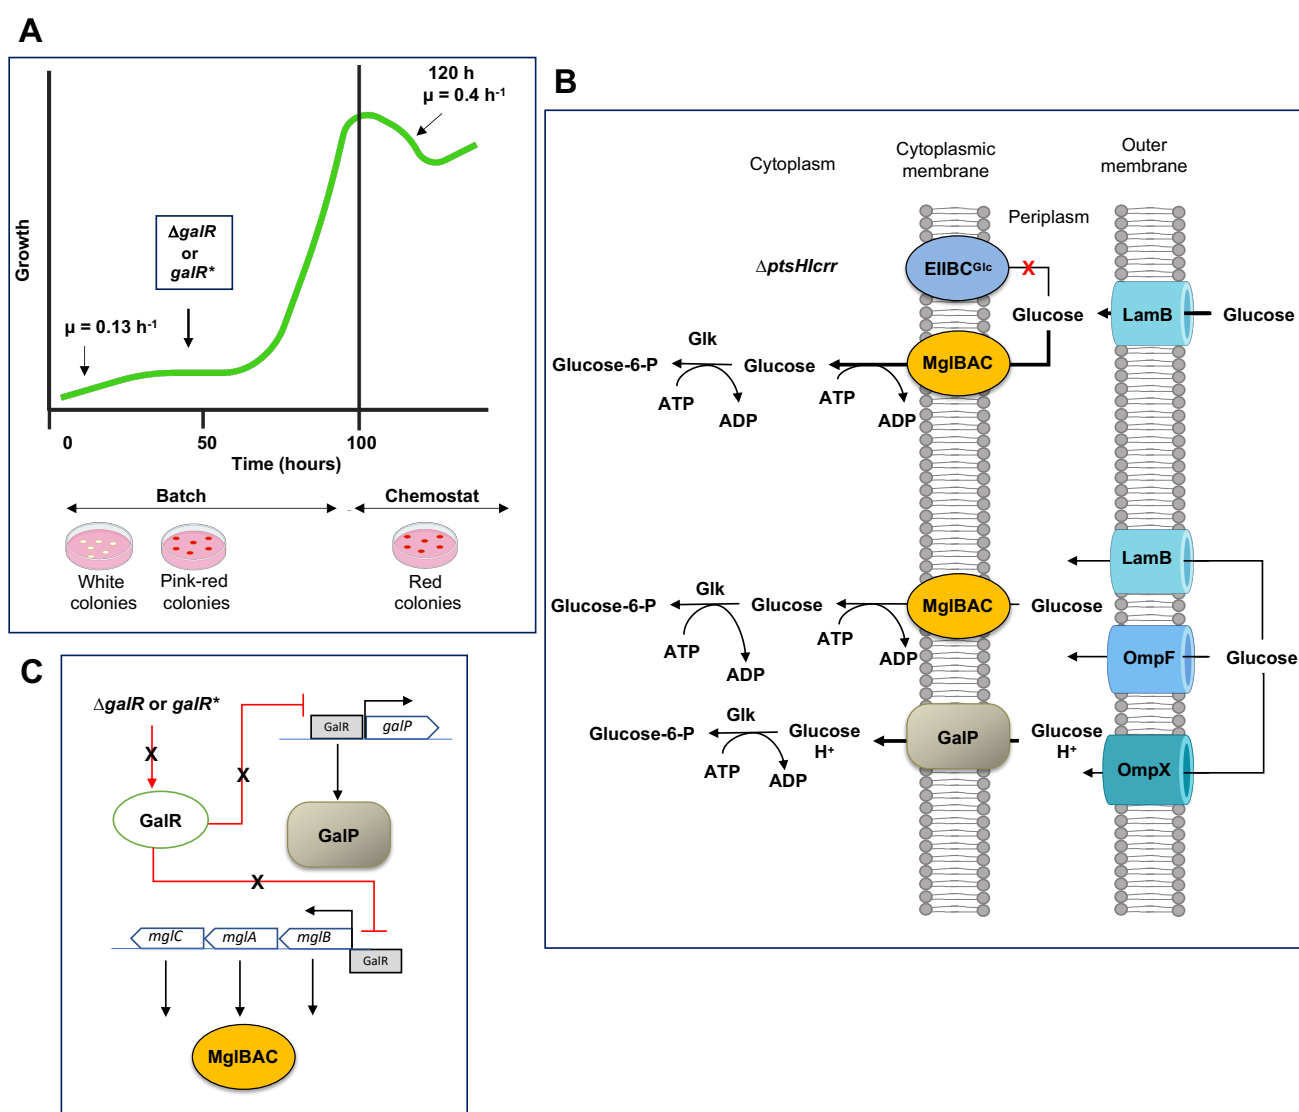 A
120 h
μ = 0.4 h-1
ΔgalR
or
galR*
μ = 0.13 h-1
Growth
0
50
100
Time (hours)
Batch
Chemostat
White
colonies
Pink-red
colonies
Red
colonies
B
Cytoplasm
Cytoplasmic
membrane
Outer
membrane
Periplasm
ΔptsHIcrr
EIIBCGlc
X
Glucose
LamB
Glucose
Glucose-6-P
Glk
Glucose
MglBAC
ATP
ADP
ATP
ADP
LamB
Glucose-6-P
Glk
Glucose
MglBAC
Glucose
ATP
ADP
ATP
ADP
OmpF
Glucose
Glucose-6-P
Glk
Glucose
H+
GalP
Glucose
H+
ATP
ADP
OmpX
C
ΔgalR or galR*
X
X
GalR
galP
GalR
GalP
X
mglC
mglA
mglB
GalR
MglBAC